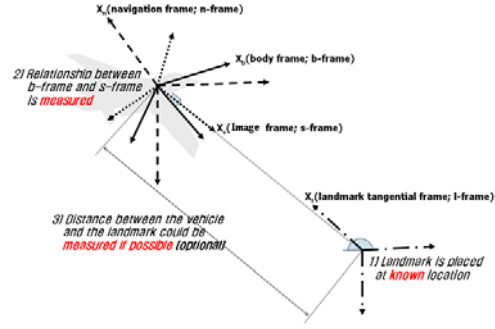 Xn(navigation frame; n-frame)
Xb(body frame; b-frame)
2) Relationship between
b-frame and s-frame
is measured
Xs(Image frame; s-frame)
Xl(landmark tangential frame; l-frame)
3) Distance between the vehicle
and the landmark could be
measured if possible (optional)
1) Landmark is placed
at known location